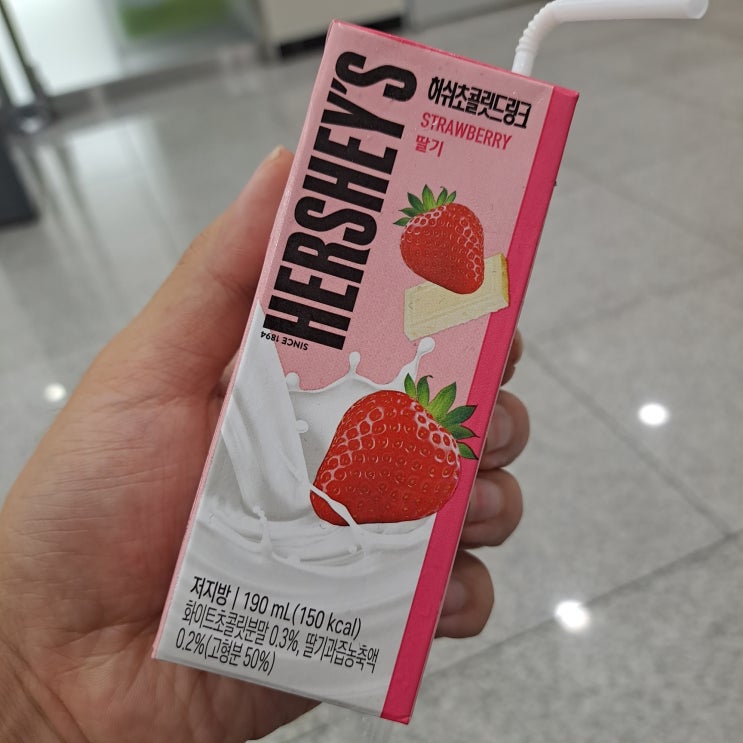 HERSHEY'S
SINCE 1894
허쉬초콜릿드링크
STRAWBERRY
딸기
저지방 | 190 mL(150 kcal)
화이트초콜릿분말 0.3%, 딸기과즙농축액
0.2%(고형분 50%)